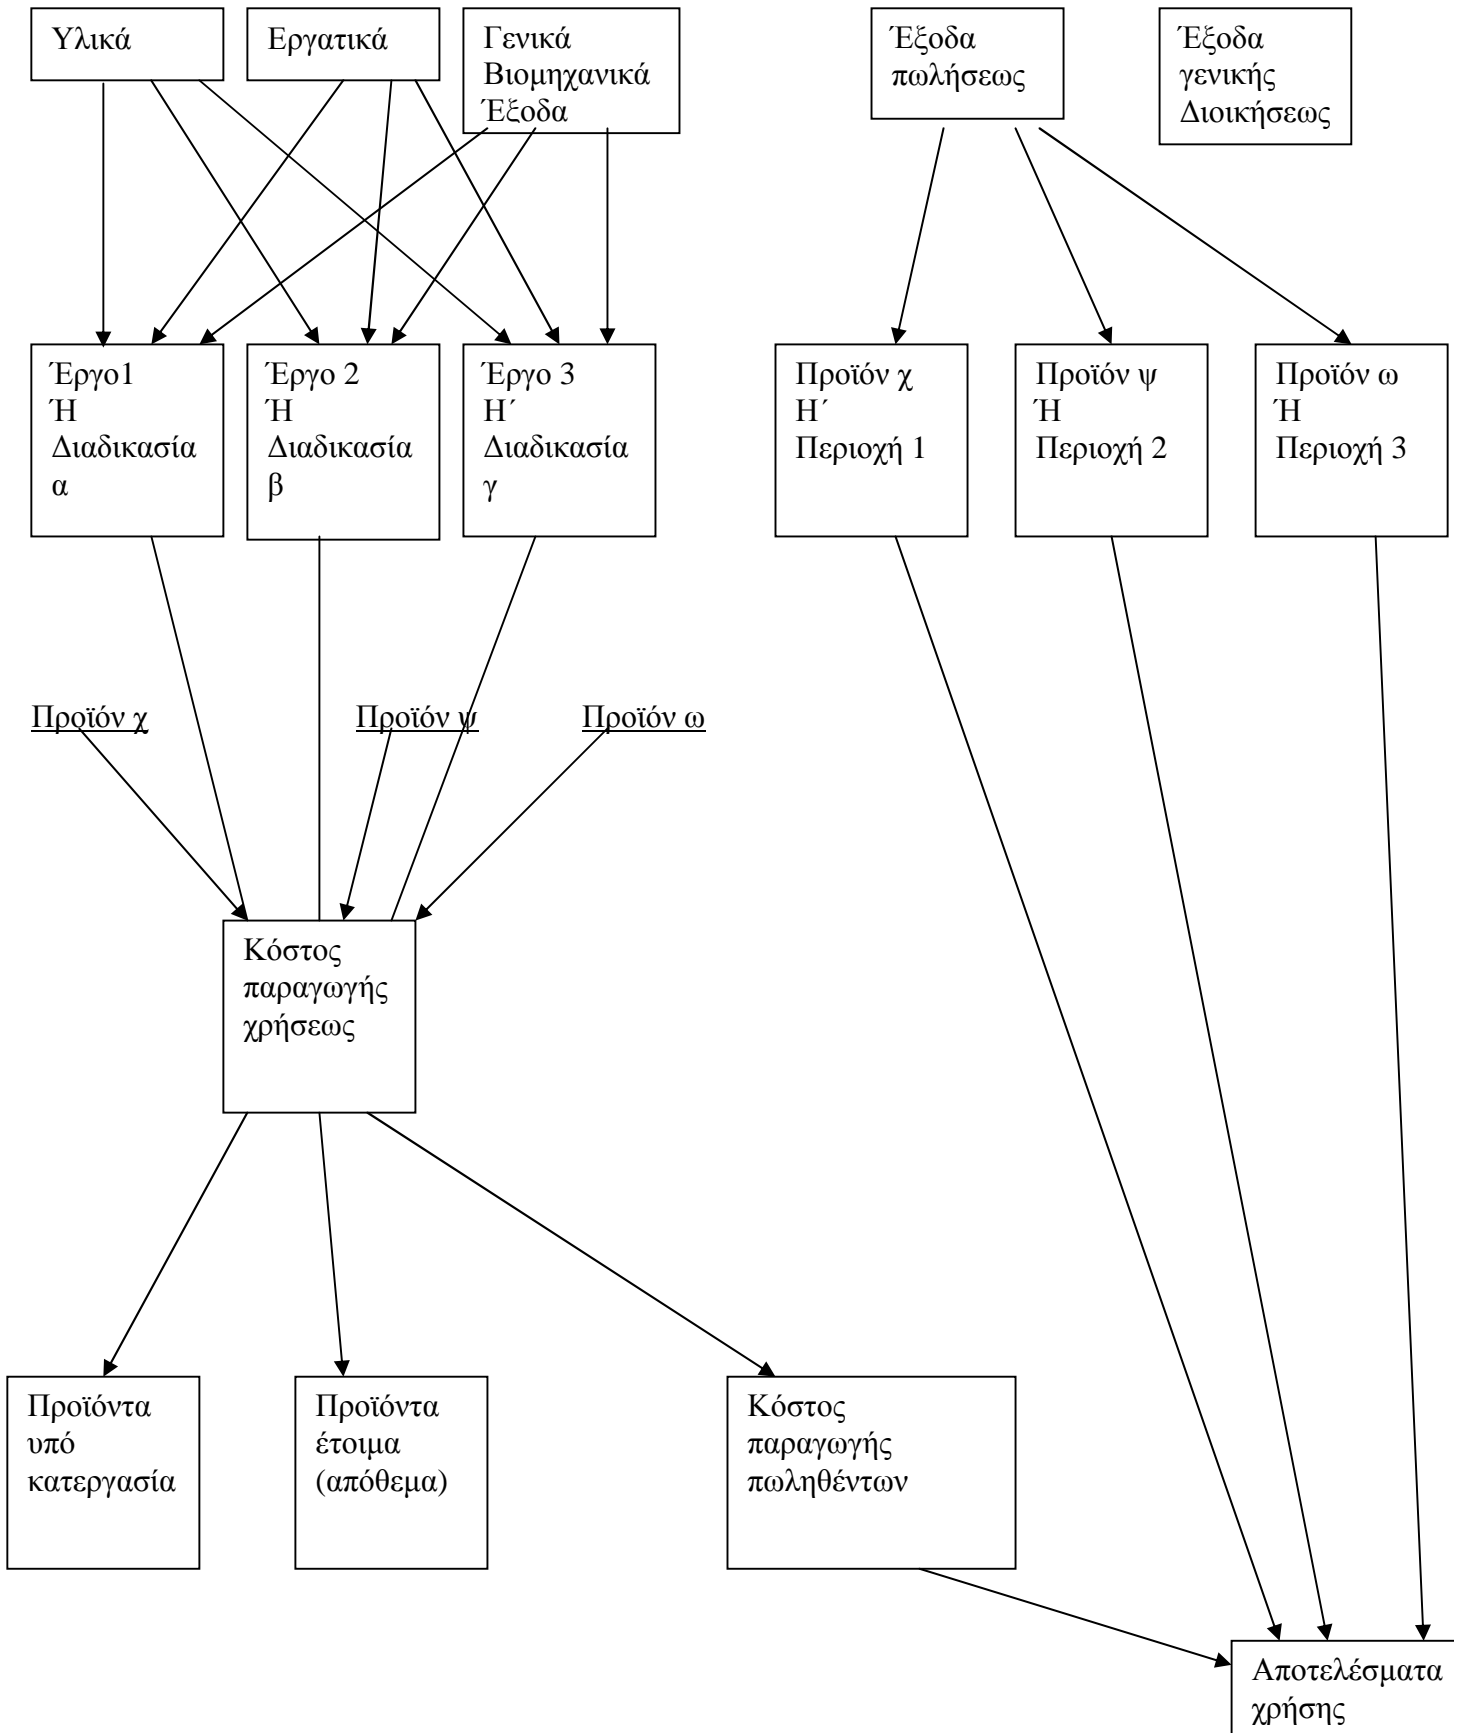 Υλικά
Εργατικά
Γενικά
Βιομηχανικά
Έξοδα
Έξοδα
πωλήσεως
Έξοδα
γενικής
Διοικήσεως
Έργο1
Ή
Διαδικασία
α
Έργο 2
Ή
Διαδικασία
β
Έργο 3
Η΄
Διαδικασία
γ
Προϊόν χ
Η΄
Περιοχή 1
Προϊόν ψ
Ή
Περιοχή 2
Προϊόν ω
Ή
Περιοχή 3
Προϊόν χ
Προϊόν ψ
Προϊόν ω
Κόστος
παραγωγής
χρήσεως
Προϊόντα
υπό
κατεργασία
Προϊόντα
έτοιμα
(απόθεμα)
Κόστος
παραγωγής
πωληθέντων
Αποτελέσματα
χρήσης